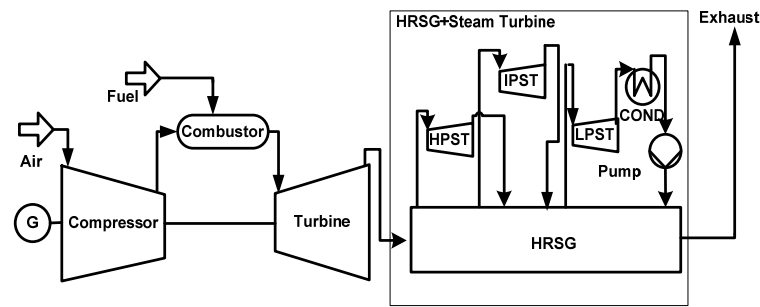 HRSG+Steam Turbine
Exhaust
IPST
Fuel
Combustor
COND
HPST
LPST
Air
Pump
G
Compressor
Turbine
HRSG